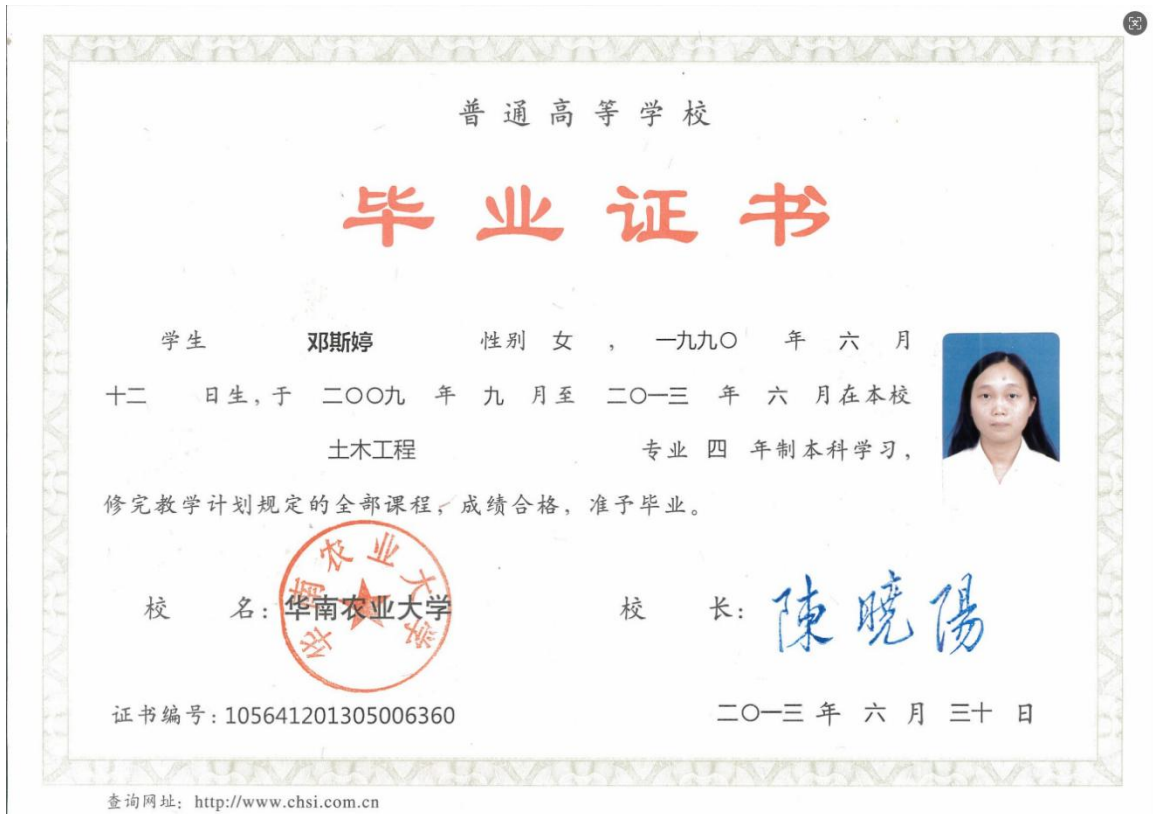 普通高等学校
毕业证书
学生 邓斯婷 性别 女 , 一九九〇 年 六 月
十二 日生, 于 二〇〇九 年 九 月至 二〇一三 年 六 月在本校
土木工程 专业 四 年制本科学习,
修完教学计划规定的全部课程, 成绩合格, 准予毕业。
华南农业大学
校 名: 华南农业大学 校 长: 陳曉陽
证书编号: 105641201305006360 二〇一三 年 六 月 三十 日
查询网址: http://www.chsi.com.cn